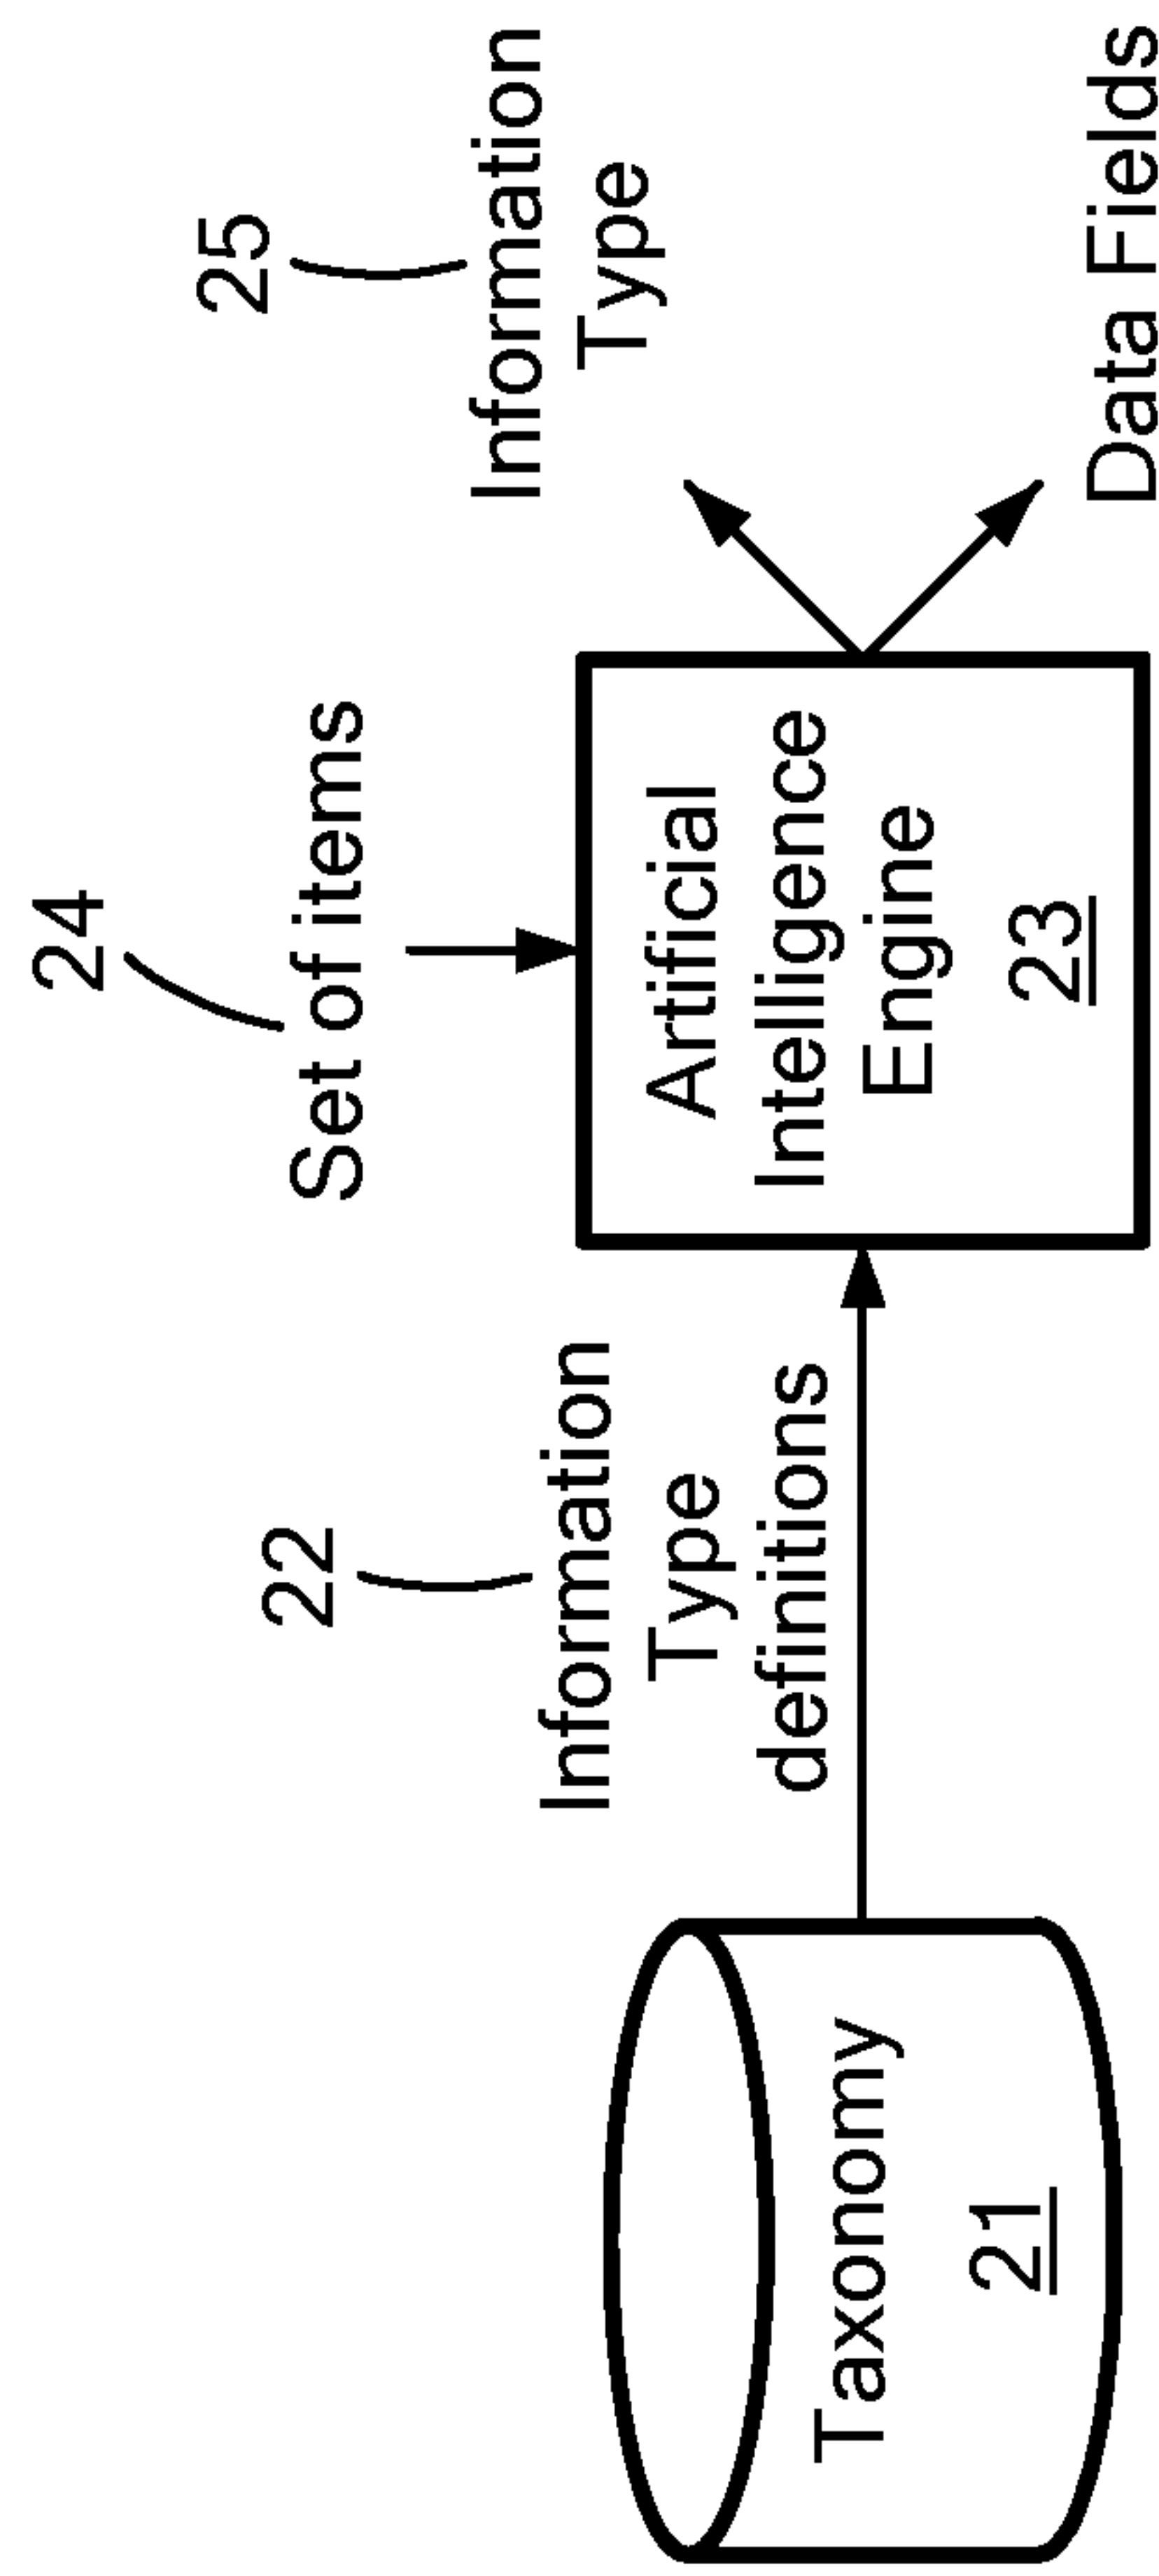 24
Set of items
25
Information
Type
22
Information
Type
definitions
Artificial
Intelligence
Engine
23
Taxonomy
21
Data Fields